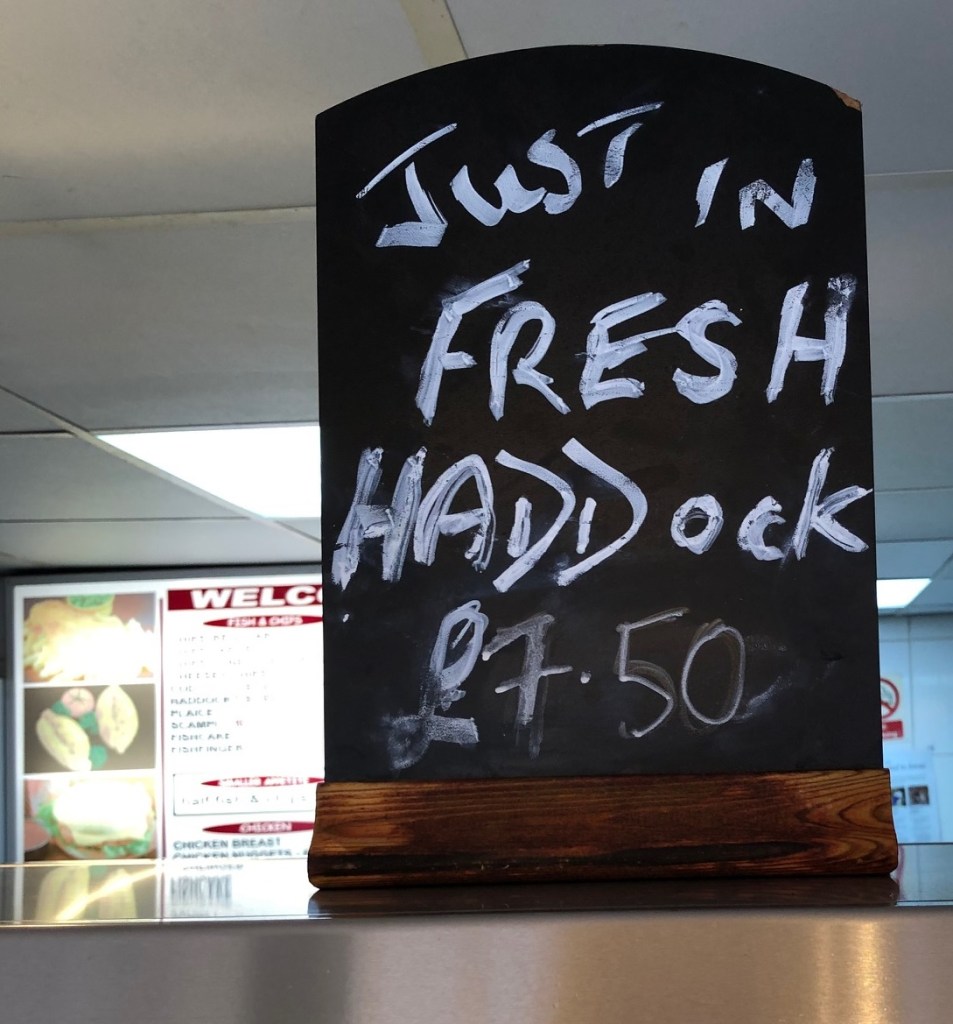 JUST IN
FRESH
HADDock
£7.50
WELCO
FISH & CHIPS
HADDOCK
PLAICE
SCAMPI
FISHCAKE
FISHFINGER
CHICKEN
CHICKEN BREAST
CHICKEN NUGGETS